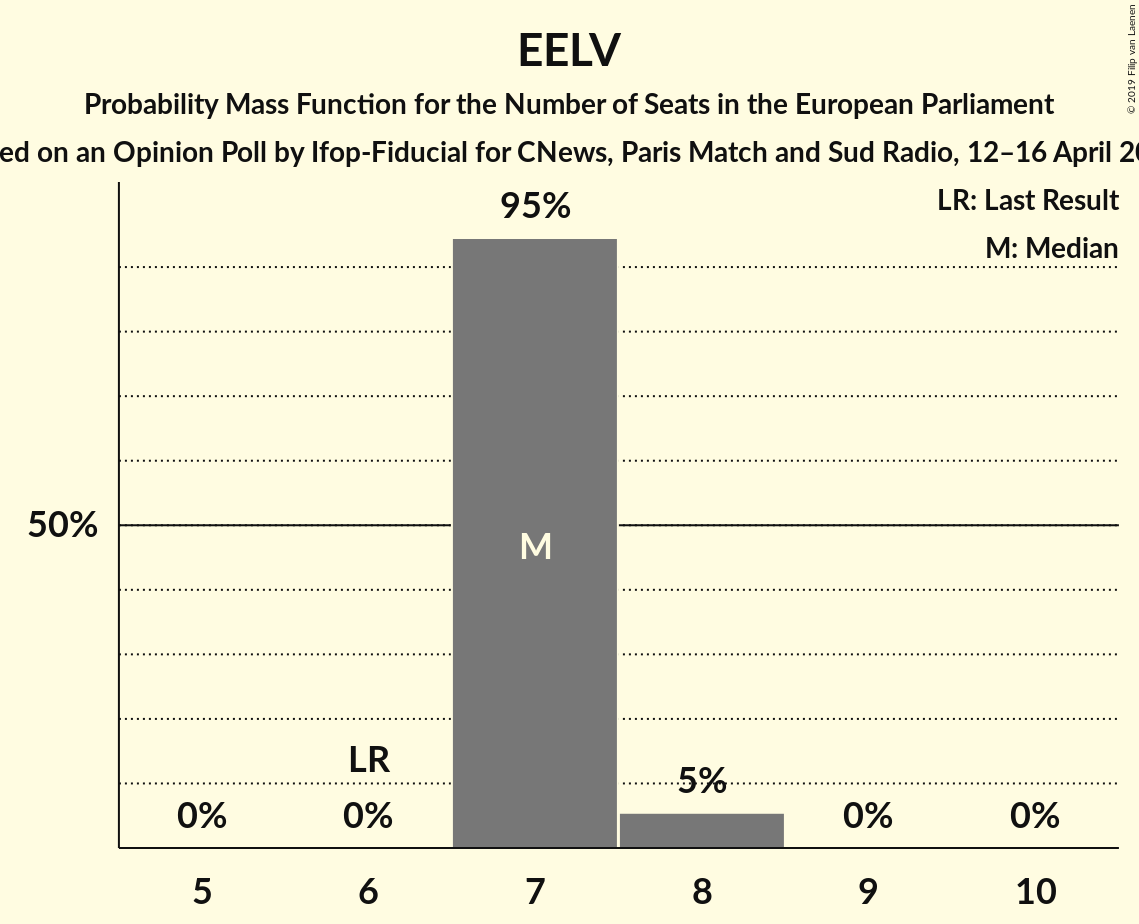 EELV
Probability Mass Function for the Number of Seats in the European Parliament
ed on an Opinion Poll by Ifop-Fiducial for CNews, Paris Match and Sud Radio, 12–16 April 20
© 2019 Filip van Laenen
LR: Last Result
M: Median
95%
50%
M
LR
5%
0% 0% 0% 0%
5 6 7 8 9 10